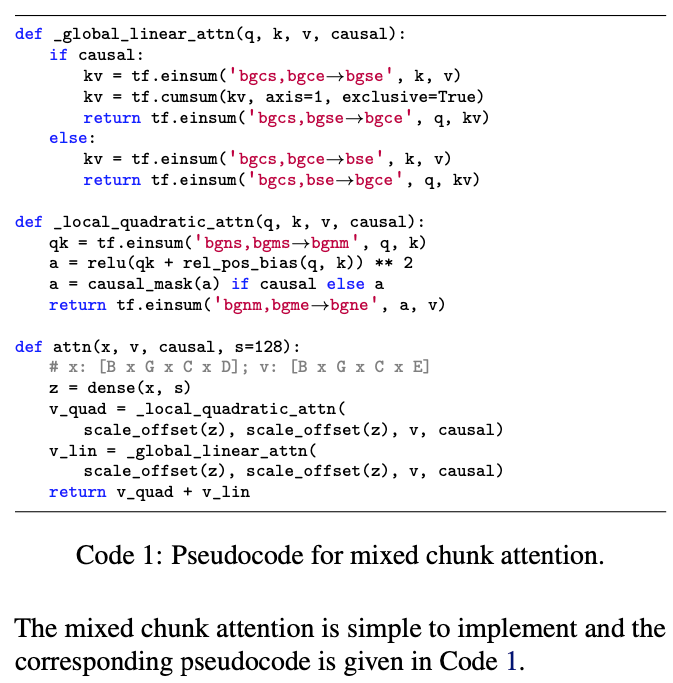 def _global_linear_attn(q, k, v, causal):
    if causal:
        kv = tf.einsum('bgcs,bgce→bgse', k, v)
        kv = tf.cumsum(kv, axis=1, exclusive=True)
        return tf.einsum('bgcs,bgse→bgce', q, kv)
    else:
        kv = tf.einsum('bgcs,bgce→bse', k, v)
        return tf.einsum('bgcs,bse→bgce', q, kv)

def _local_quadratic_attn(q, k, v, causal):
    qk = tf.einsum('bgns,bgms→bgnm', q, k)
    a = relu(qk + rel_pos_bias(q, k)) ** 2
    a = causal_mask(a) if causal else a
    return tf.einsum('bgnm,bgme→bgne', a, v)

def attn(x, v, causal, s=128):
    # x: [B x G x C x D]; v: [B x G x C x E]
    z = dense(x, s)
    v_quad = _local_quadratic_attn(
        scale_offset(z), scale_offset(z), v, causal)
    v_lin = _global_linear_attn(
        scale_offset(z), scale_offset(z), v, causal)
    return v_quad + v_lin

Code 1: Pseudocode for mixed chunk attention.

The mixed chunk attention is simple to implement and the
corresponding pseudocode is given in Code 1.